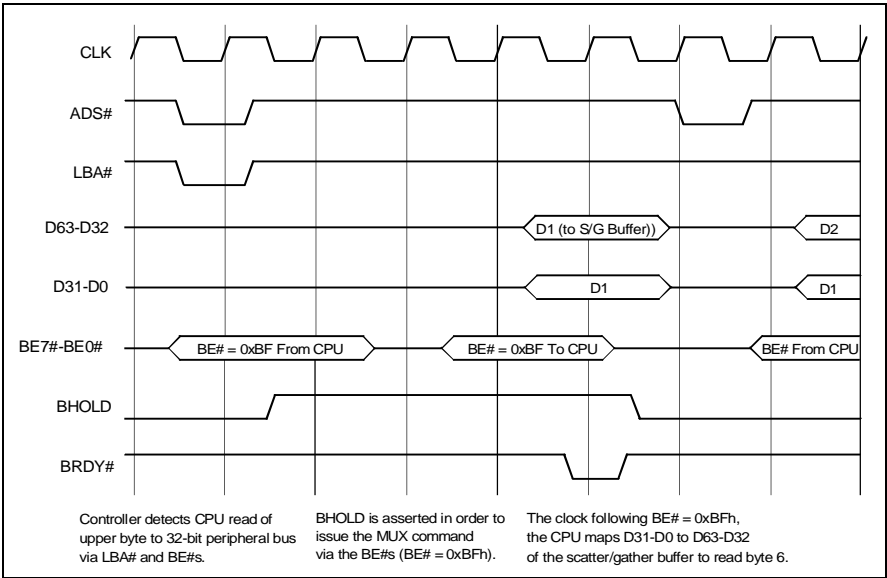 CLK
ADS#
LBA#
D63-D32
D1 (to S/G Buffer))
D2
D31-D0
D1
D1
BE7#-BE0#
BE# = 0xBF From CPU
BE# = 0xBF To CPU
BE# From CPU
BHOLD
BRDY#
Controller detects CPU read of
upper byte to 32-bit peripheral bus
via LBA# and BE#s.
BHOLD is asserted in order to
issue the MUX command
via the BE#s (BE# = 0xBFh).
The clock following BE# = 0xBFh,
the CPU maps D31-D0 to D63-D32
of the scatter/gather buffer to read byte 6.